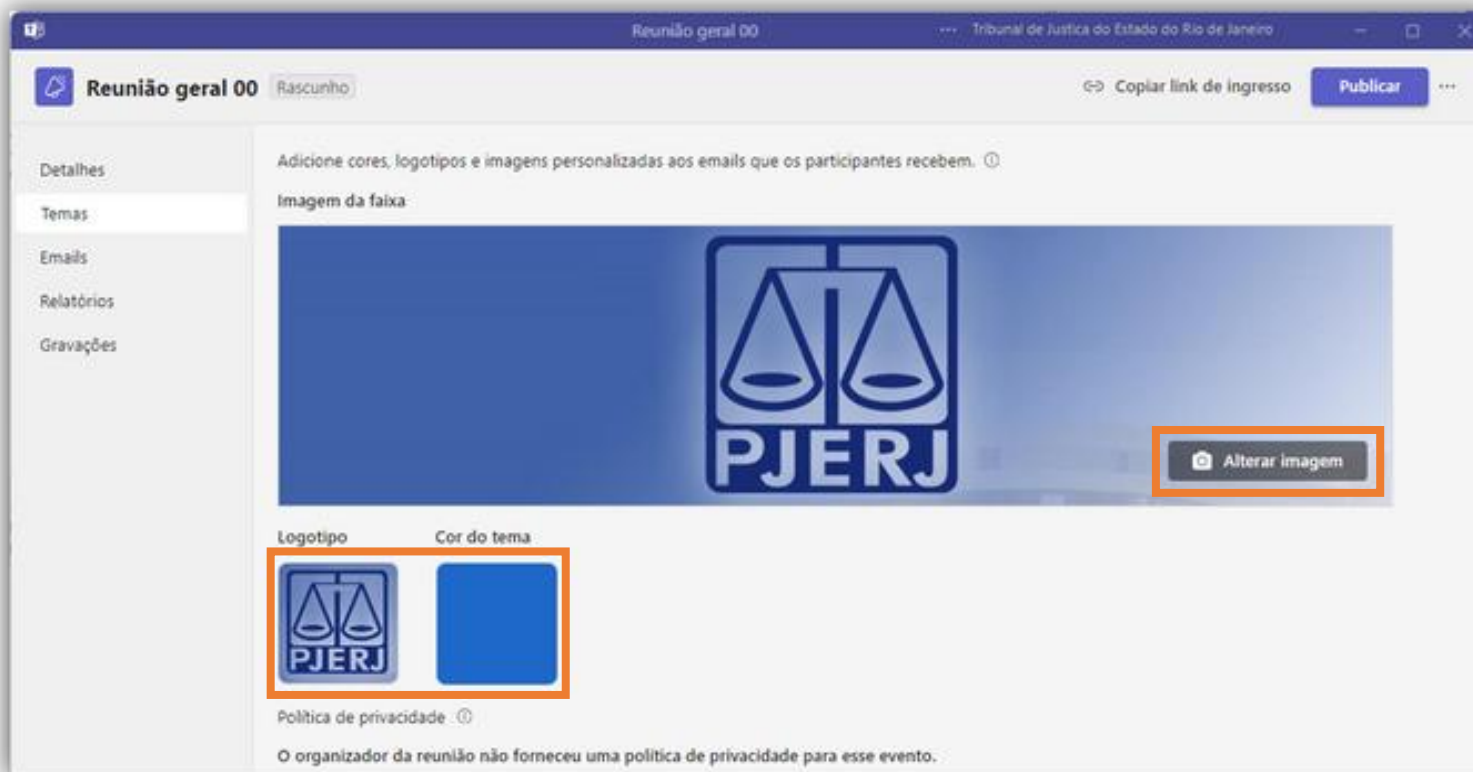 Reunião geral 00
... Tribunal de Justica do Estado do Rio de Janeiro
Reunião geral 00 Rascunho
Copiar link de ingresso
Publicar
...
Detalhes
Temas
Emails
Relatórios
Gravações
Adicione cores, logotipos e imagens personalizadas aos emails que os participantes recebem.
Imagem da faixa
PJERJ
Alterar imagem
Logotipo
Cor do tema
PJERJ
Política de privacidade
O organizador da reunião não forneceu uma política de privacidade para esse evento.